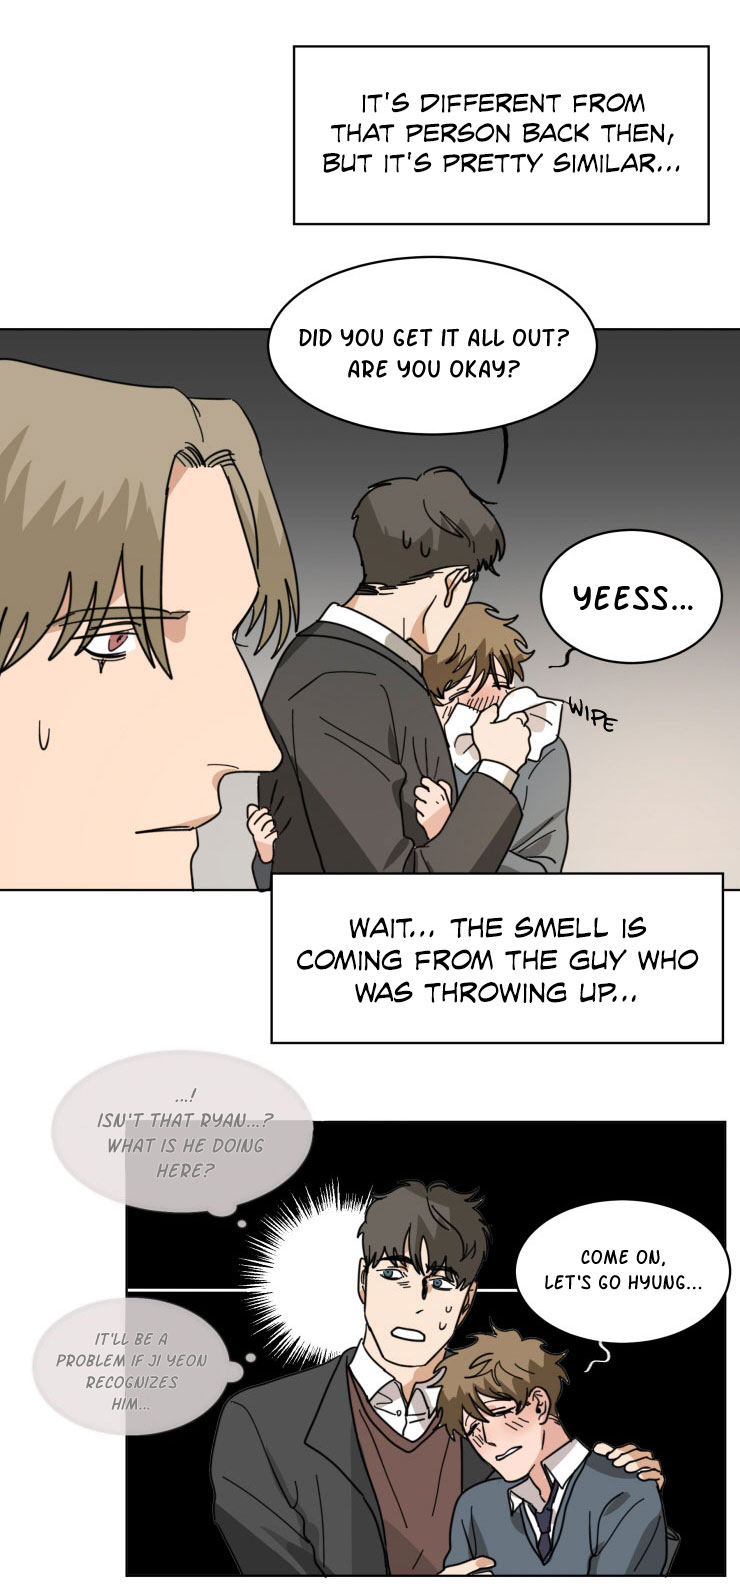 IT'S DIFFERENT FROM
THAT PERSON BACK THEN,
BUT IT'S PRETTY SIMILAR...
DID YOU GET IT ALL OUT?
ARE YOU OKAY?
YEESS...
WIPE
WAIT... THE SMELL IS
COMING FROM THE GUY WHO
WAS THROWING UP...
...!
ISN'T THAT RYAN...?
WHAT IS HE DOING
HERE?
COME ON,
LET'S GO HYUNG...
IT'LL BE A
PROBLEM IF JI YEON
RECOGNIZES
HIM...